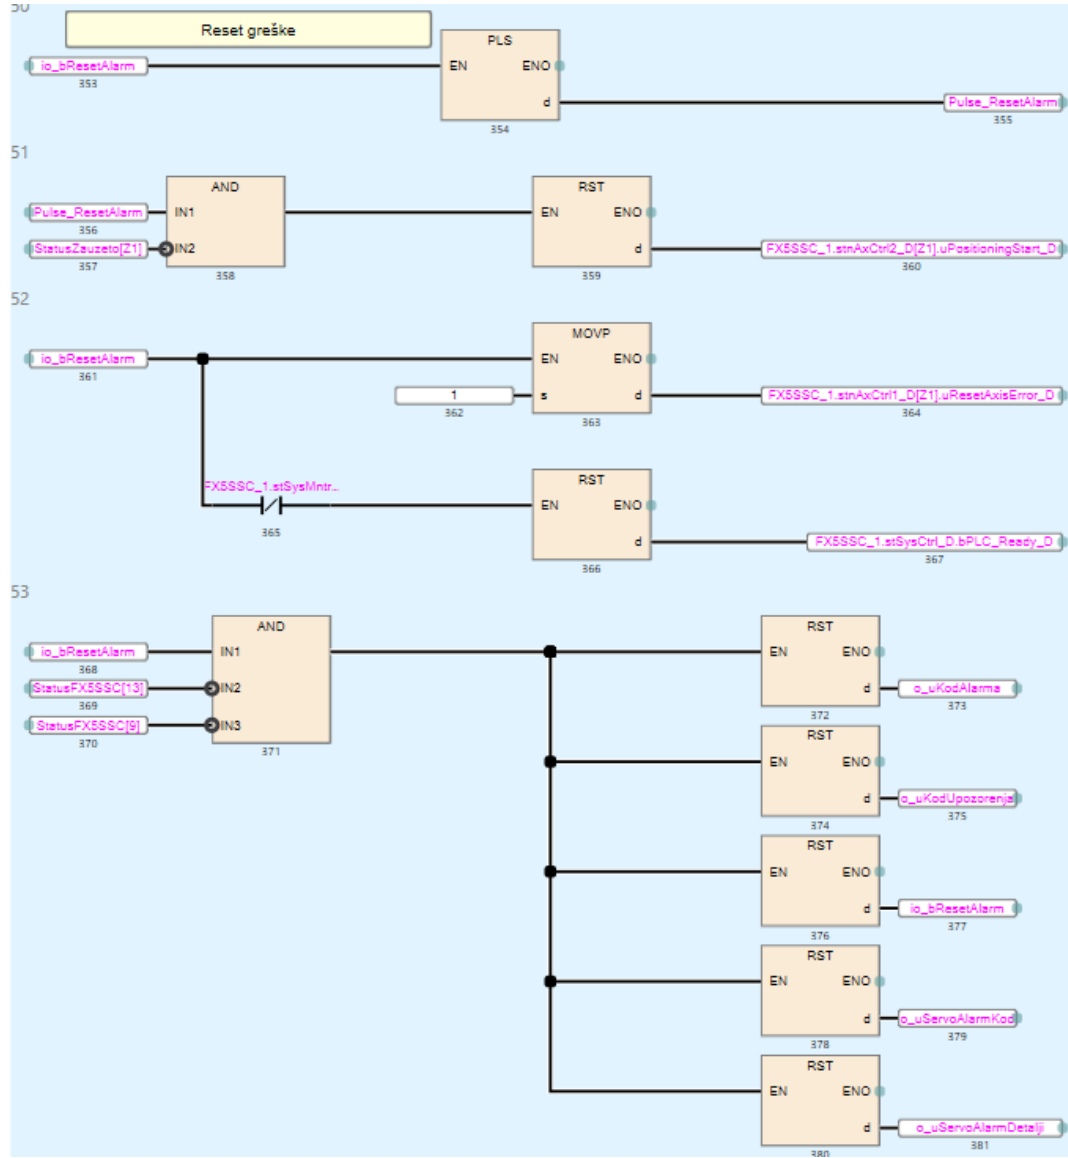 50
Reset greške
PLS
io_bResetAlarm
EN
ENO
353
d
Pulse_ResetAlarm
354
355
51
AND
RST
Pulse_ResetAlarm
IN1
EN
ENO
356
StatusZauzeto[Z1]
IN2
d
FX5SSC_1.stnAxCtrl2_D[Z1].uPositioningStart_D
357
358
359
360
52
MOVP
io_bResetAlarm
EN
ENO
361
1
s
d
FX5SSC_1.stnAxCtrl1_D[Z1].uResetAxisError_D
362
363
364
RST
FX5SSC_1.stSysMntr...
EN
ENO
365
d
FX5SSC_1.stSysCtrl_D.bPLC_Ready_D
366
367
53
AND
RST
io_bResetAlarm
IN1
EN
ENO
368
StatusFX5SSC[13]
IN2
d
o_uKodAlarma
369
372
373
StatusFX5SSC[9]
IN3
370
371
RST
EN
ENO
d
o_uKodUpozorenja
374
375
RST
EN
ENO
d
io_bResetAlarm
376
377
RST
EN
ENO
d
o_uServoAlarmKod
378
379
RST
EN
ENO
d
o_uServoAlarmDetalji
380
381